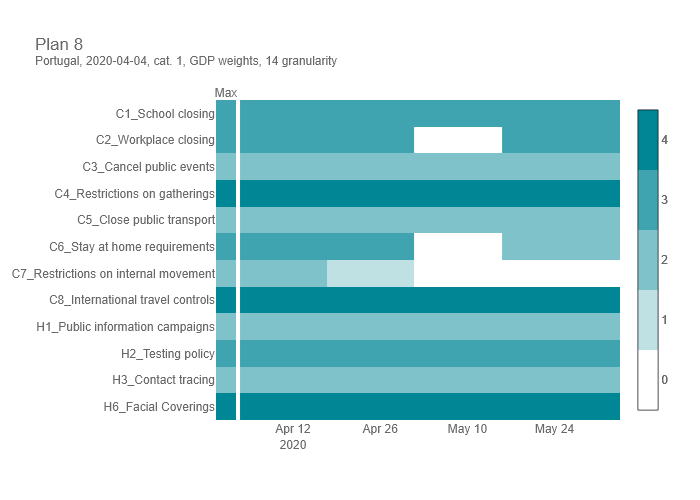 Plan 8
Portugal, 2020-04-04, cat. 1, GDP weights, 14 granularity
Max
C1_School closing
C2_Workplace closing
C3_Cancel public events
C4_Restrictions on gatherings
C5_Close public transport
C6_Stay at home requirements
C7_Restrictions on internal movement
C8_International travel controls
H1_Public information campaigns
H2_Testing policy
H3_Contact tracing
H6_Facial Coverings
Apr 12 Apr 26 May 10 May 24
2020
4
3
2
1
0